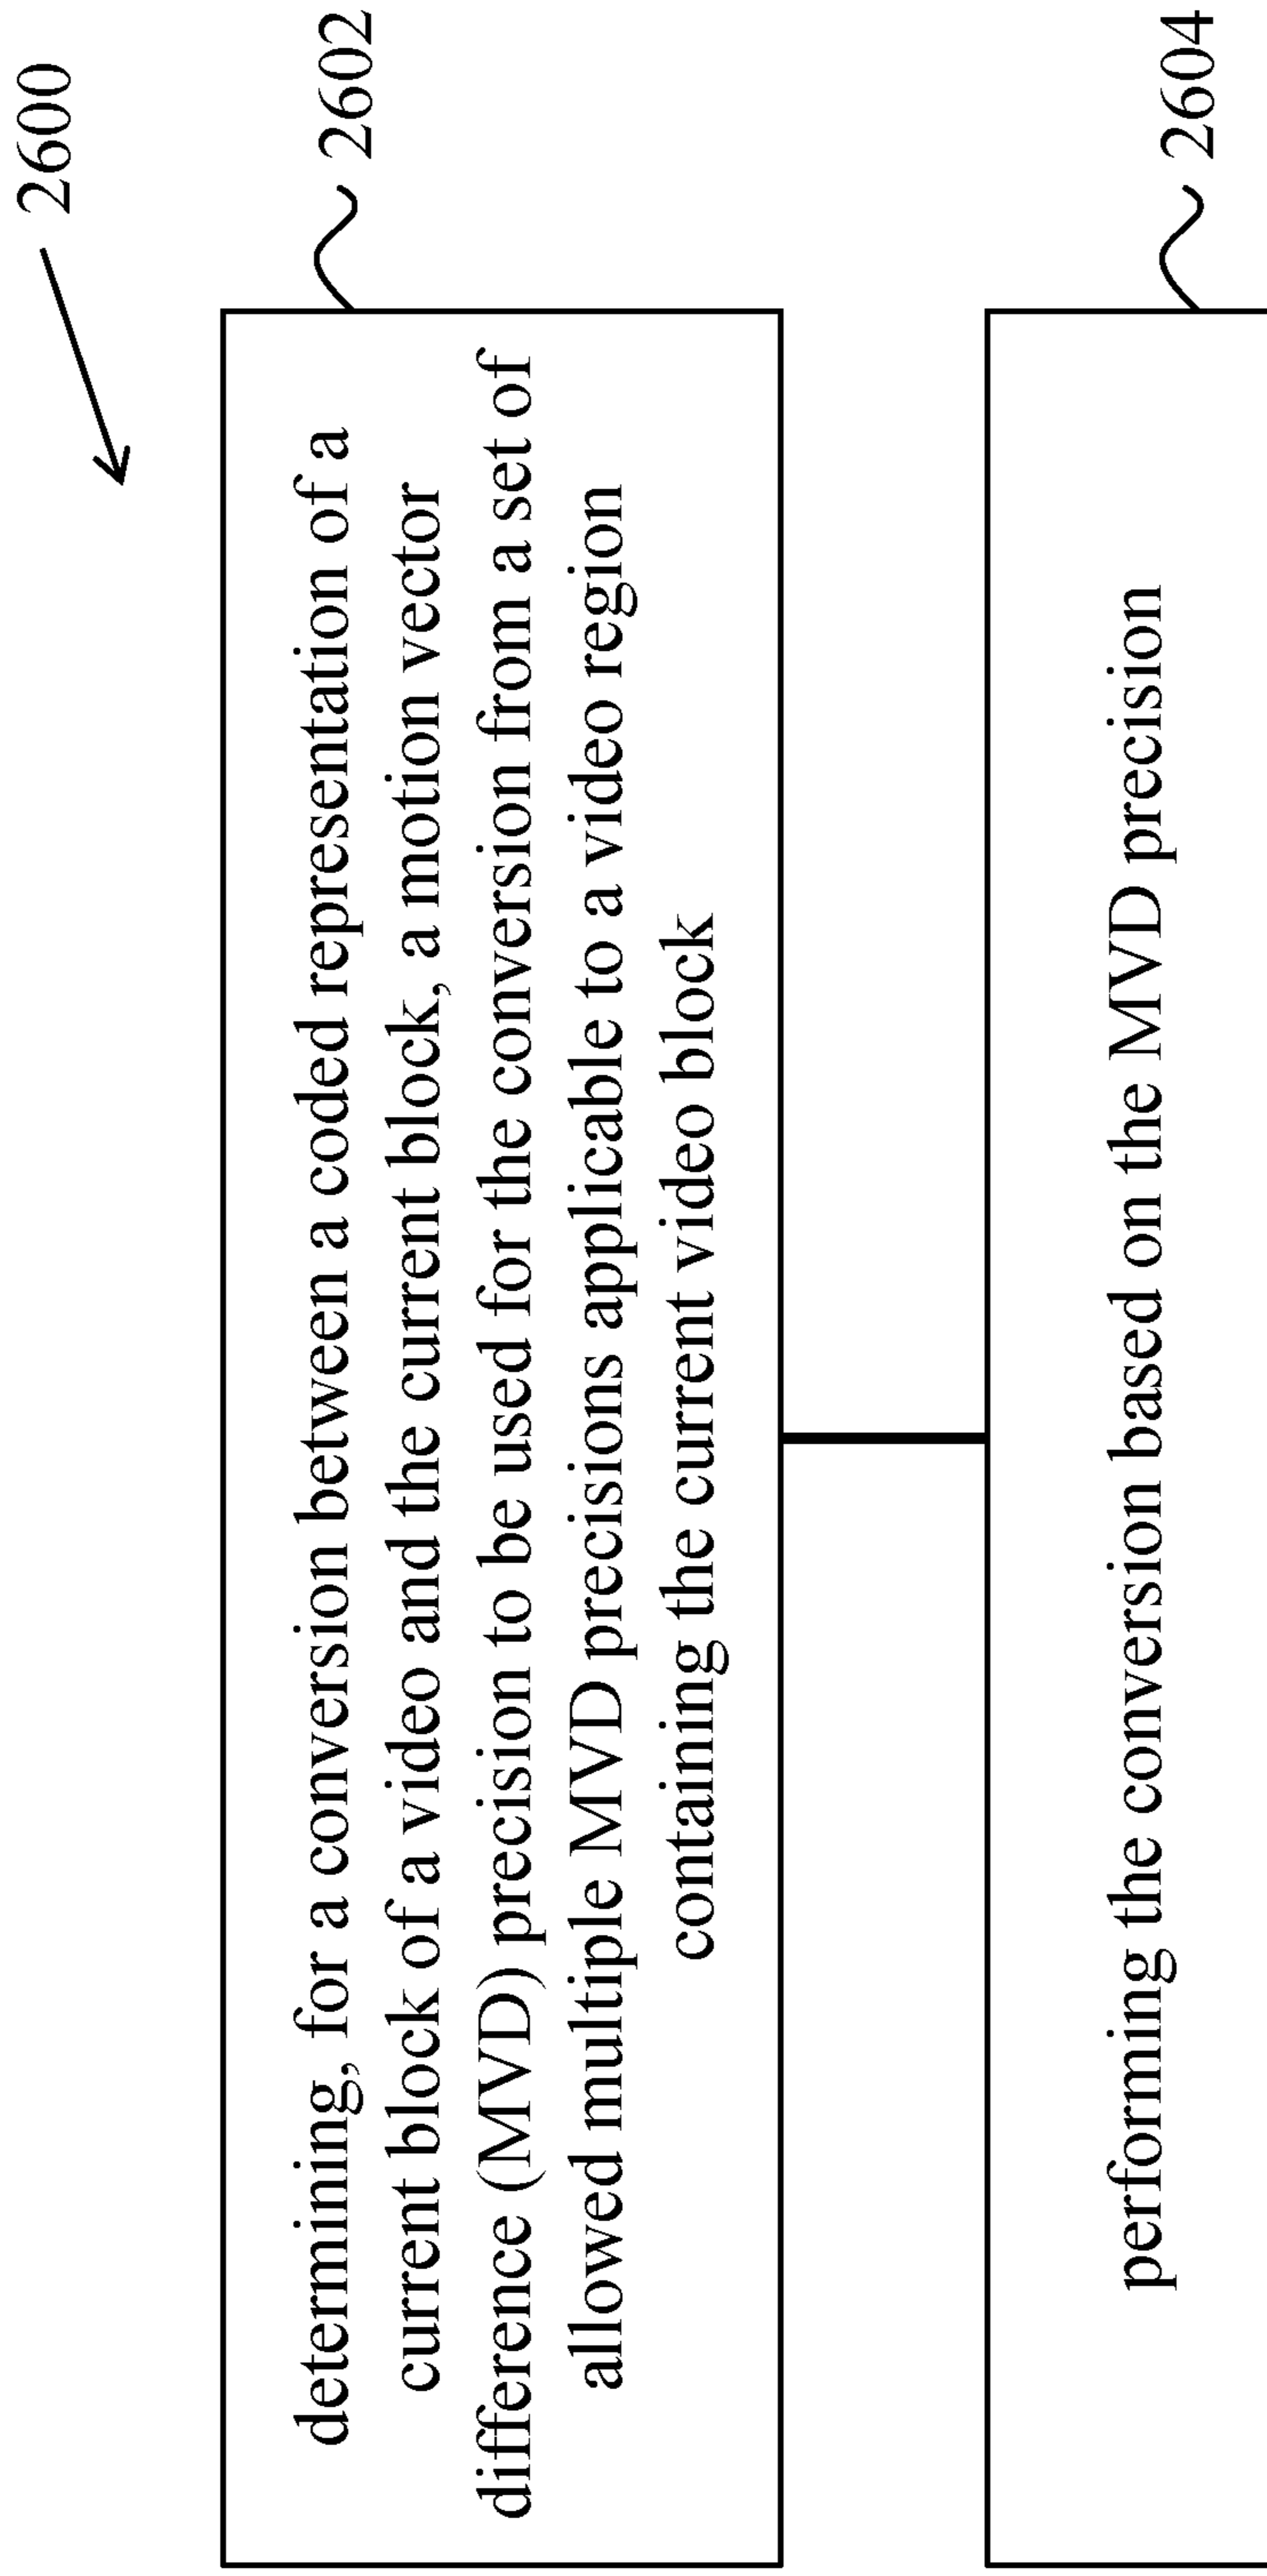 2600
determining, for a conversion between a coded representation of a
current block of a video and the current block, a motion vector
difference (MVD) precision to be used for the conversion from a set of
allowed multiple MVD precisions applicable to a video region
containing the current video block
2602
performing the conversion based on the MVD precision
2604